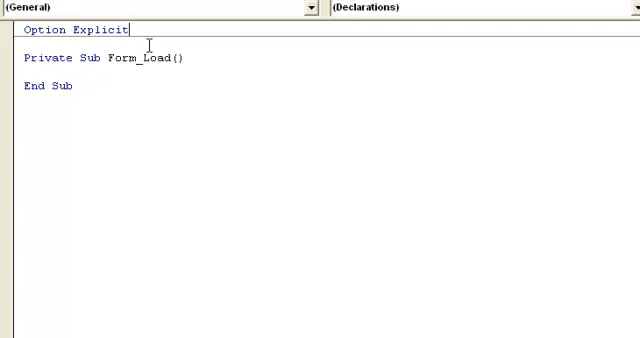 (General) (Declarations)
Option Explicit
Private Sub Form_Load()
End Sub